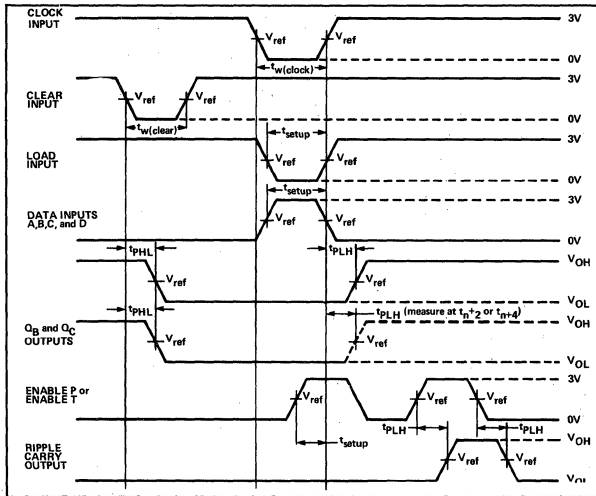 CLOCK INPUT
3V
Vref
Vref
0V
tw(clock)
3V
CLEAR INPUT
Vref
Vref
0V
tw(clear)
tsetup
3V
LOAD INPUT
Vref
Vref
0V
tsetup
3V
DATA INPUTS A,B,C, and D
Vref
Vref
0V
tPHL
tPLH
VOH
Vref
Vref
VOL
tPHL
tPLH (measure at tn+2 or tn+4)
VOH
QB and QC OUTPUTS
Vref
Vref
VOL
3V
ENABLE P or ENABLE T
Vref
Vref
Vref
0V
tsetup
tPLH
tPLH
VOH
RIPPLE CARRY OUTPUT
Vref
Vref